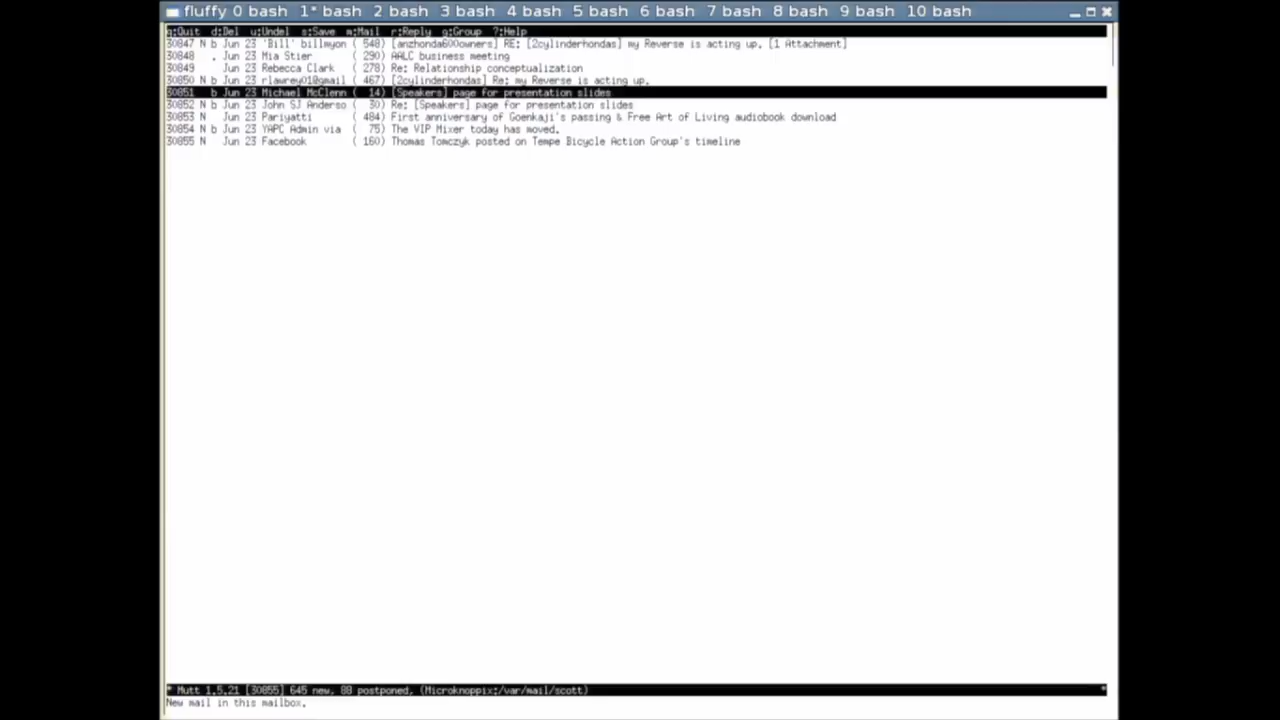 fluffy 0 bash 1* bash 2 bash 3 bash 4 bash 5 bash 6 bash 7 bash 8 bash 9 bash 10 bash
q:Quit d:Del u:Undel s:Save m:Mail r:Reply g:Group ?:Help
30847 N b Jun 23 'Bill' billmyon ( 548) [anzhonda600owners] RE: [2cylinderhondas] my Reverse is acting up. [1 Attachment]
30848 . Jun 23 Mia Stier ( 290) AALC business meeting
30849 Jun 23 Rebecca Clark ( 278) Re: Relationship conceptualization
30850 N b Jun 23 rlawrey01@gmail ( 467) [2cylinderhondas] Re: my Reverse is acting up.
30851 b Jun 23 Michael McClenn ( 14) [Speakers] page for presentation slides
30852 N b Jun 23 John SJ Anderso ( 30) Re: [Speakers] page for presentation slides
30853 N Jun 23 Pariyatti ( 484) First anniversary of Goenkaji's passing & Free Art of Living audiobook download
30854 N b Jun 23 YAPC Admin via ( 75) The VIP Mixer today has moved.
30855 N Jun 23 Facebook ( 160) Thomas Tomczyk posted on Tempe Bicycle Action Group's timeline
* Mutt 1.5.21 [30855] 645 new, 88 postponed, (Microknoppix:/var/mail/scott) *
New mail in this mailbox.